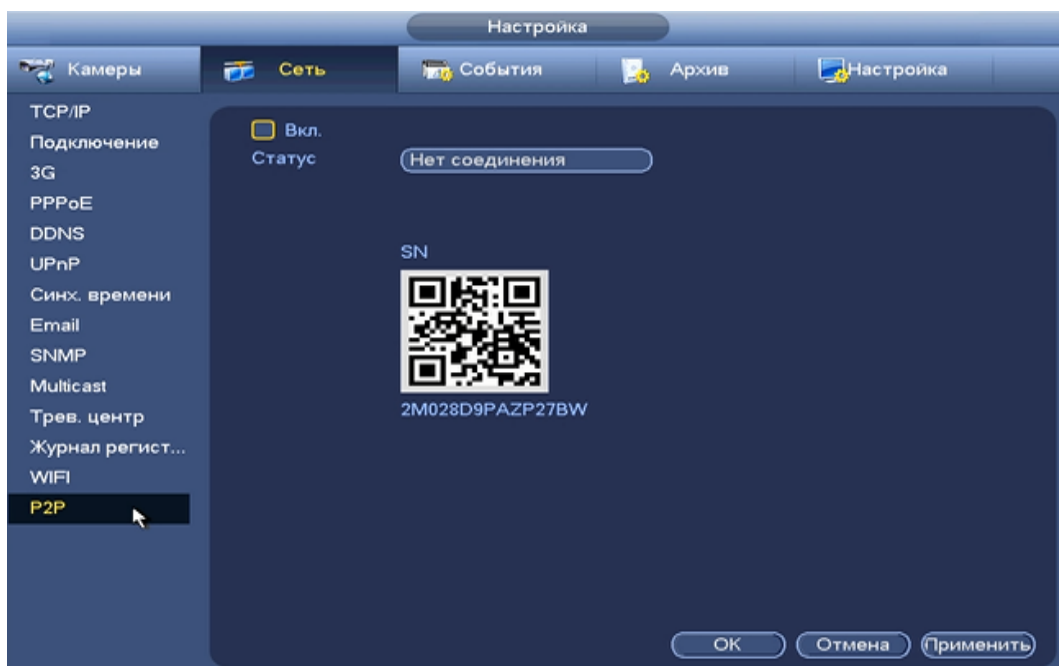 Настройка
Камеры
Сеть
События
Архив
Настройка
TCP/IP
Подключение
3G
PPPoE
DDNS
UPnP
Синх. времени
Email
SNMP
Multicast
Трев. центр
Журнал регист...
WIFI
P2P
Вкл.
Статус
Нет соединения
SN
2M028D9PAZP27BW
ОК
Отмена
Применить